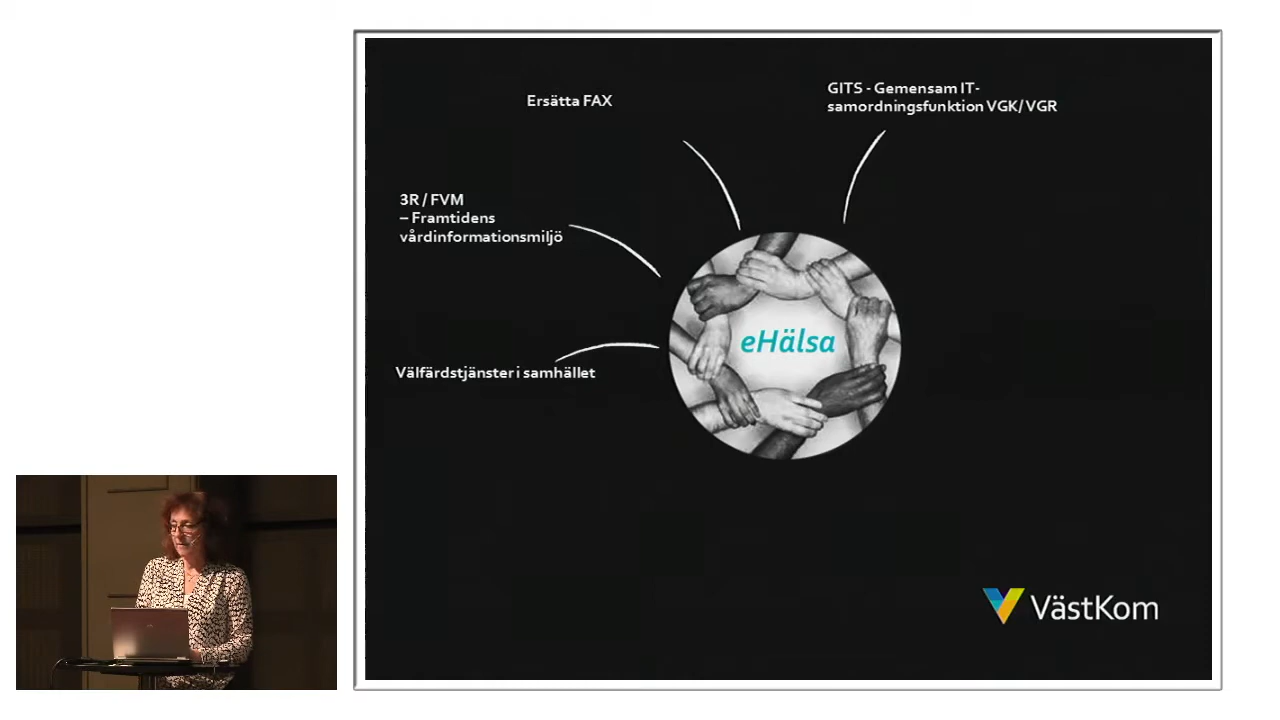 Ersätta FAX
GITS - Gemensam IT-
samordningsfunktion VGK/ VGR
3R / FVM
– Framtidens
vårdinformationsmiljö
eHälsa
Välfärdstjänster i samhället
VästKom